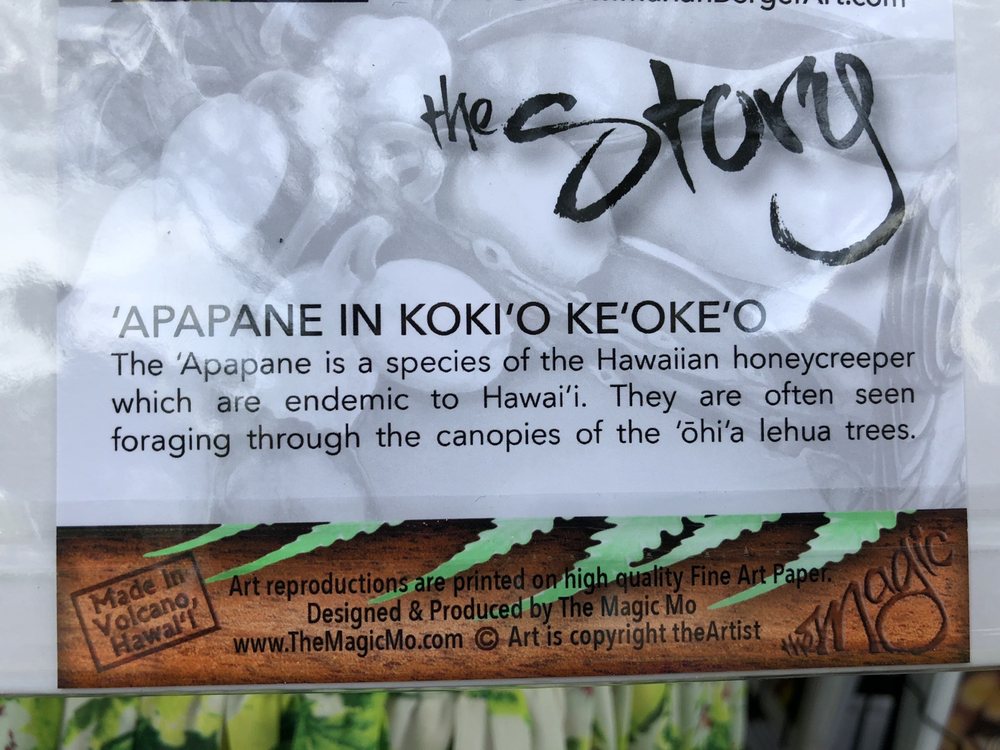 the Story
‘APAPANE IN KOKI‘O KE‘OKE‘O
The ‘Apapane is a species of the Hawaiian honeycreeper
which are endemic to Hawai‘i. They are often seen
foraging through the canopies of the ‘ōhi‘a lehua trees.
Made in
Volcano,
Hawai‘i
Art reproductions are printed on high quality Fine Art Paper.
Designed & Produced by The Magic Mo
www.TheMagicMo.com © Art is copyright theArtist
the Magic